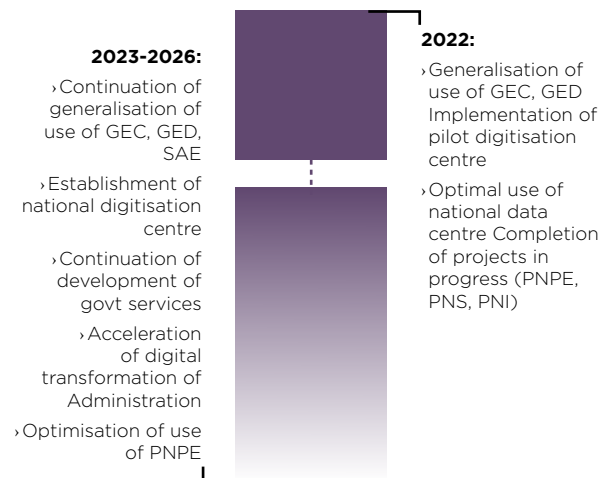 2023-2026:
›Continuation of
generalisation of
use of GEC, GED,
SAE
›Establishment of
national digitisation
centre
›Continuation of
development of
govt services
›Acceleration
of digital
transformation of
Administration
›Optimisation of use
of PNPE
2022:
›Generalisation of
use of GEC, GED
Implementation of
pilot digitisation
centre
›Optimal use of
national data
centre Completion
of projects in
progress (PNPE,
PNS, PNI)